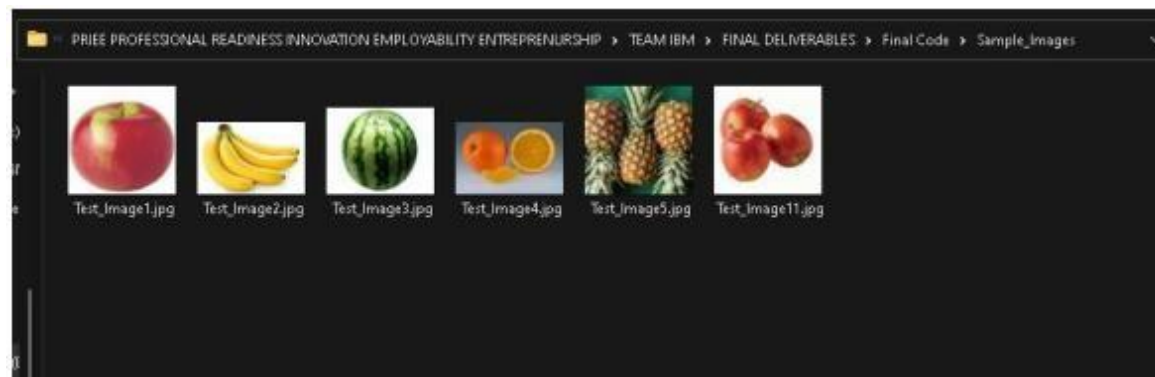 PRIEE PROFESSIONAL READINESS INNOVATION EMPLOYABILITY ENTREPRENURSHIP > TEAM IBM > FINAL DELIVERABLES > Final Code > Sample_Images
Test_Image1.jpg Test_Image2.jpg Test_Image3.jpg Test_Image4.jpg Test_Image5.jpg Test_Image11.jpg